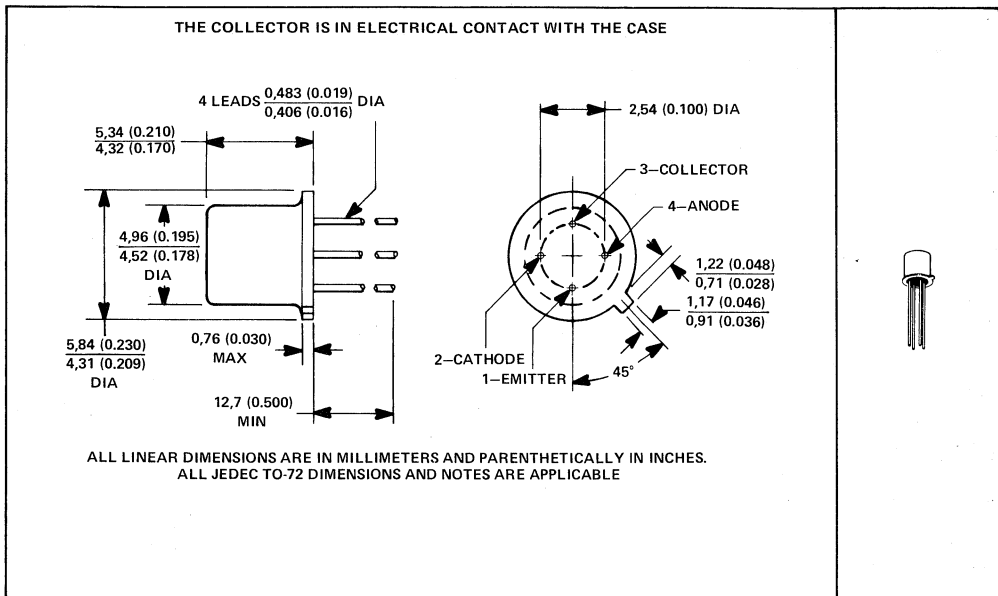 THE COLLECTOR IS IN ELECTRICAL CONTACT WITH THE CASE
4 LEADS 0,483 (0.019) DIA
0,406 (0.016)
5,34 (0.210)
4,32 (0.170)
2,54 (0.100) DIA
3–COLLECTOR
4–ANODE
4,96 (0.195)
4,52 (0.178)
DIA
1,22 (0.048)
0,71 (0.028)
1,17 (0.046)
0,91 (0.036)
5,84 (0.230)
4,31 (0.209)
DIA
0,76 (0.030)
MAX
2–CATHODE
1–EMITTER
45°
12,7 (0.500)
MIN
ALL LINEAR DIMENSIONS ARE IN MILLIMETERS AND PARENTHETICALLY IN INCHES.
ALL JEDEC TO-72 DIMENSIONS AND NOTES ARE APPLICABLE